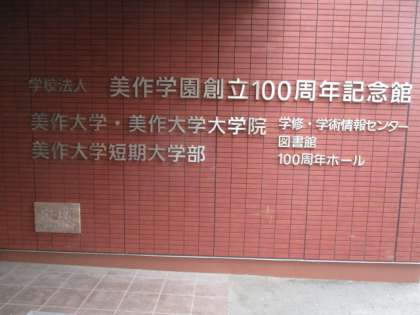 学校法人 美作学園創立100周年記念館
美作大学・美作大学大学院
美作大学短期大学部
学修・学術情報センター
図書館
100周年ホール